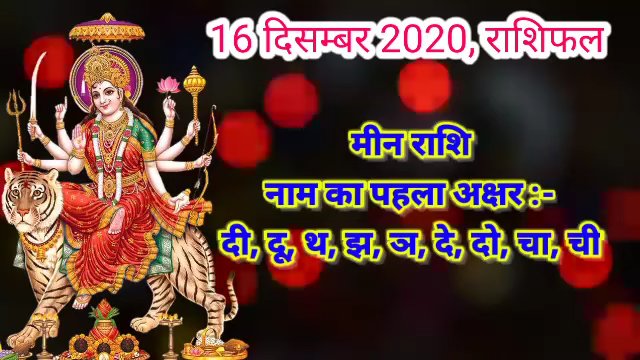 16 दिसम्बर 2020, राशिफल
मीन राशि
नाम का पहला अक्षर :-
दी, दू, थ, झ, ञ, दे, दो, चा, ची